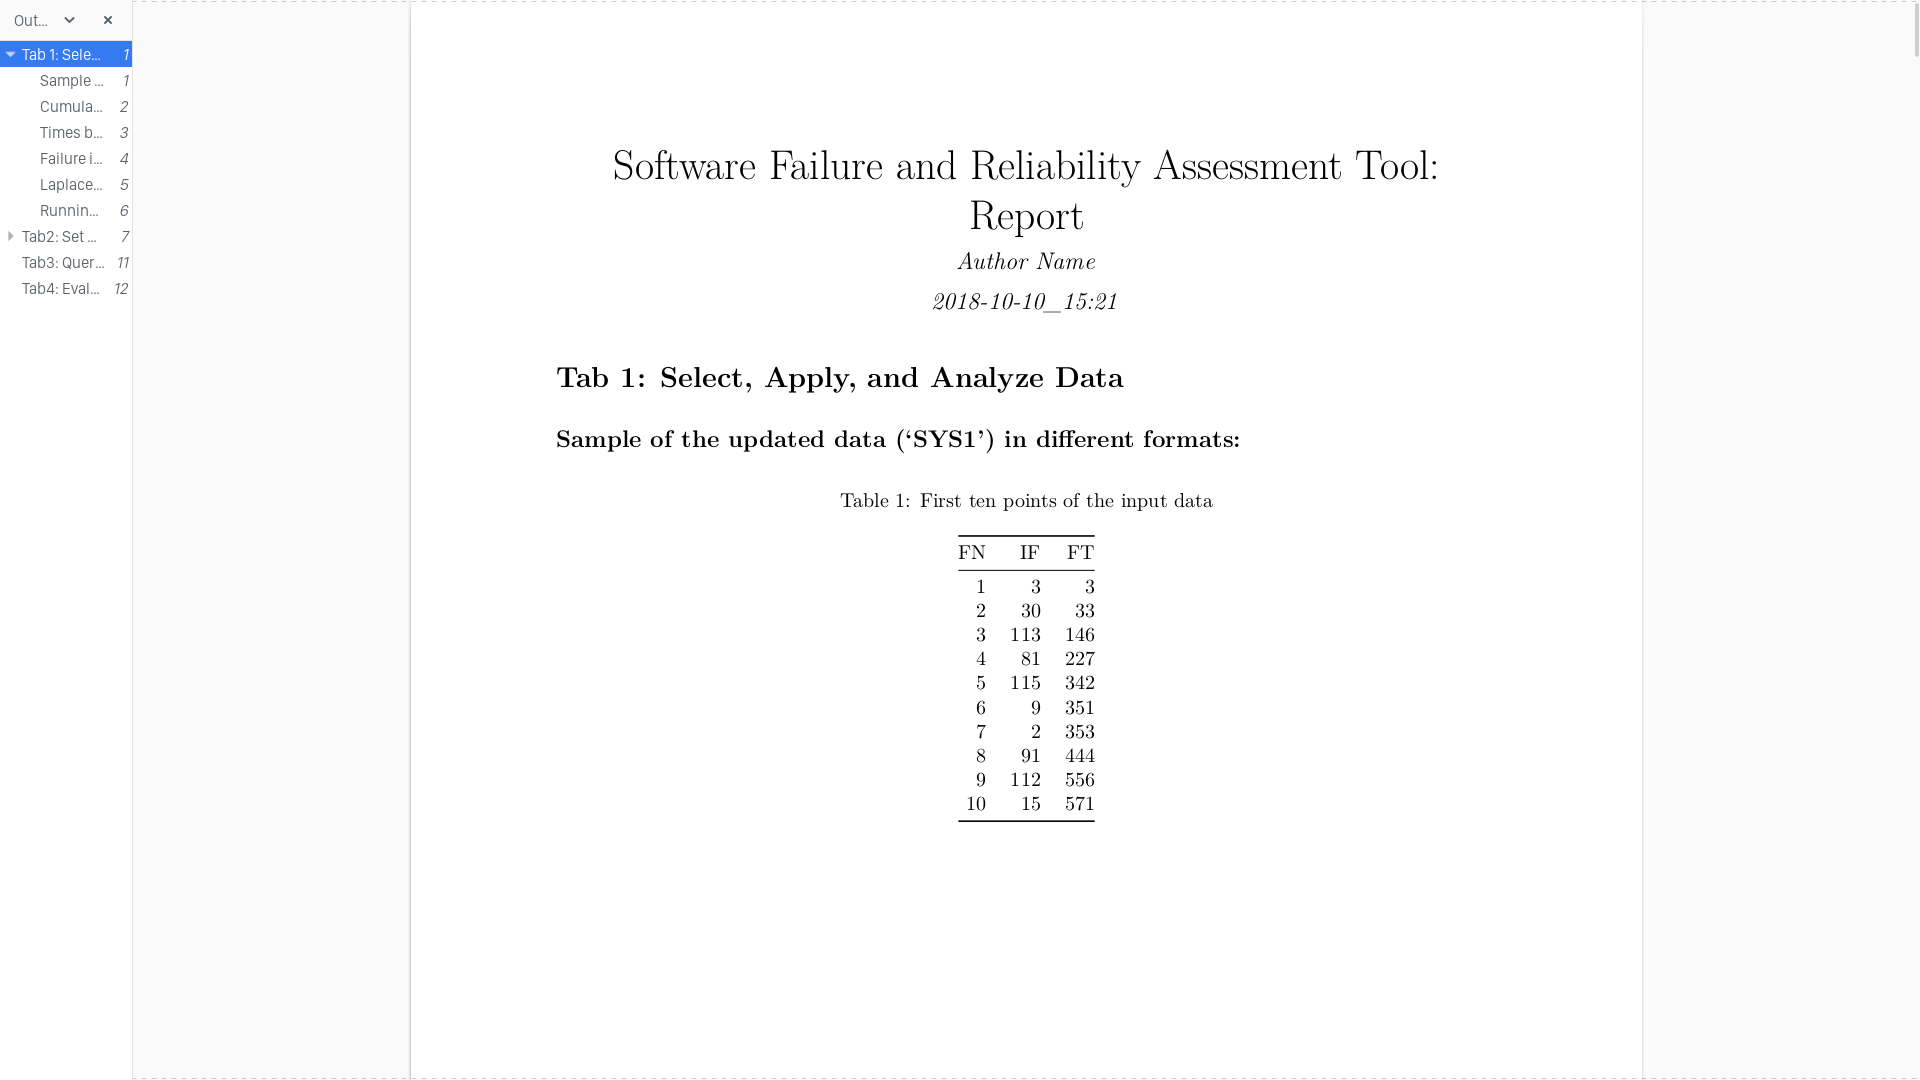 Out...
Tab 1: Sele... 1
Sample ... 1
Cumula... 2
Times b... 3
Failure i... 4
Laplace... 5
Runnin... 6
Tab2: Set ... 7
Tab3: Quer... 11
Tab4: Eval... 12
Software Failure and Reliability Assessment Tool:
Report
Author Name
2018-10-10_15:21
Tab 1: Select, Apply, and Analyze Data
Sample of the updated data (‘SYS1’) in different formats:
Table 1: First ten points of the input data
FN IF FT
1 3 3
2 30 33
3 113 146
4 81 227
5 115 342
6 9 351
7 2 353
8 91 444
9 112 556
10 15 571